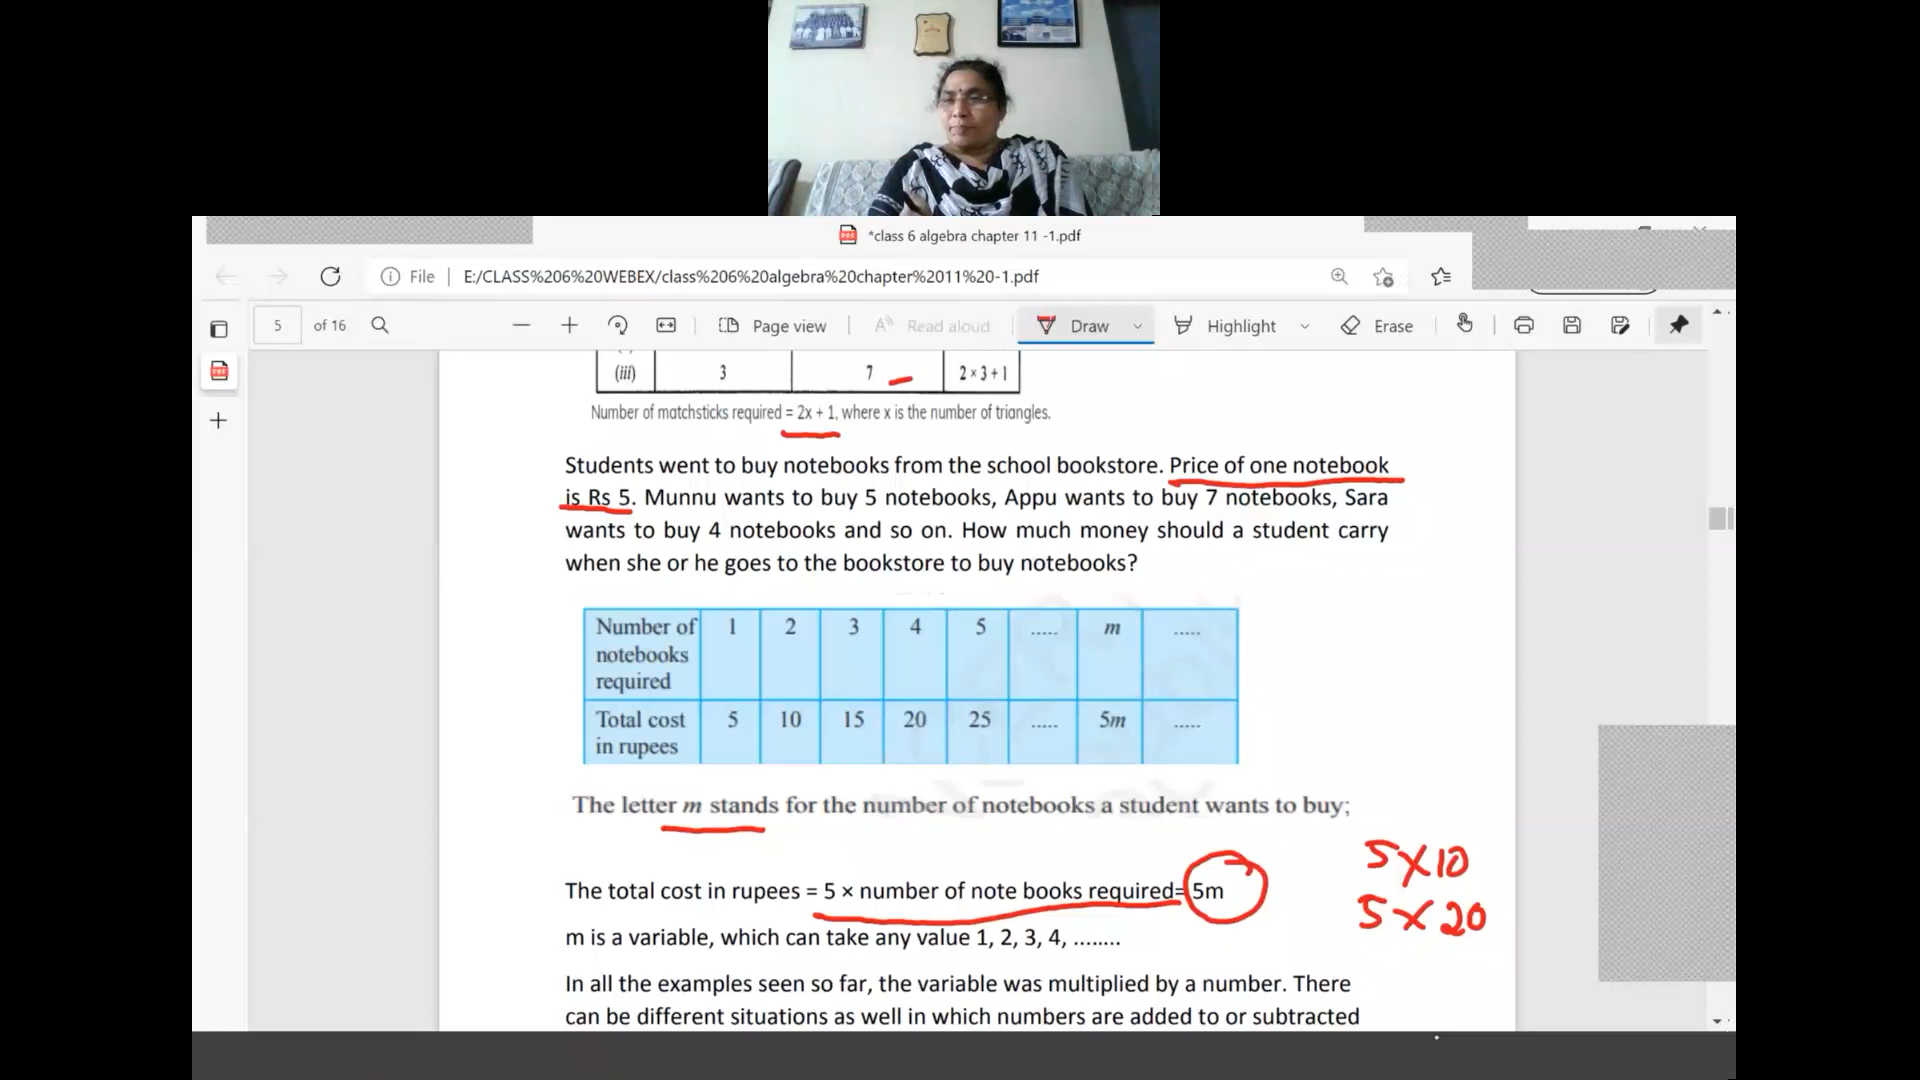 *class 6 algebra chapter 11 -1.pdf
File | E:/CLASS%206%20WEBEX/class%206%20algebra%20chapter%2011%20-1.pdf
5 of 16 Page view Read aloud Draw Highlight Erase
(iii) 3 7 2 × 3 + 1
Number of matchsticks required = 2x + 1, where x is the number of triangles.
Students went to buy notebooks from the school bookstore. Price of one notebook
is Rs 5. Munnu wants to buy 5 notebooks, Appu wants to buy 7 notebooks, Sara
wants to buy 4 notebooks and so on. How much money should a student carry
when she or he goes to the bookstore to buy notebooks?
Number of notebooks required 1 2 3 4 5 ..... m .....
Total cost in rupees 5 10 15 20 25 ..... 5m .....
The letter m stands for the number of notebooks a student wants to buy;
5 X 10
The total cost in rupees = 5 × number of note books required= 5m
5 X 20
m is a variable, which can take any value 1, 2, 3, 4, ........
In all the examples seen so far, the variable was multiplied by a number. There
can be different situations as well in which numbers are added to or subtracted